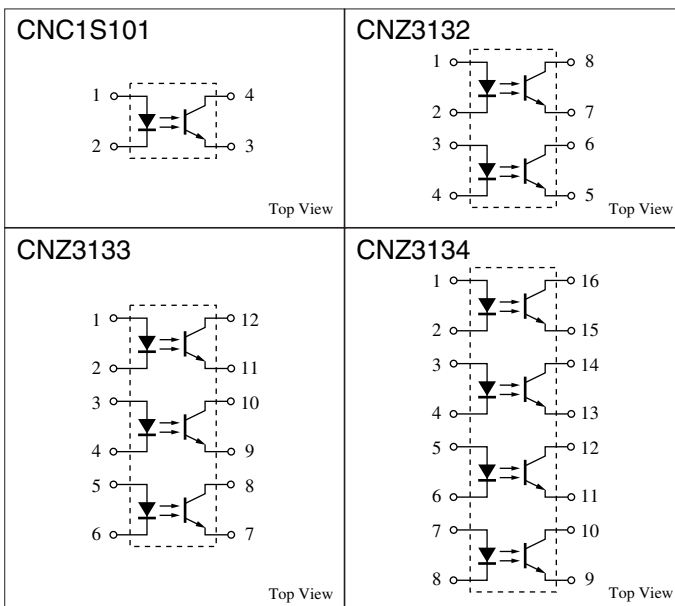 CNC1S101
1 4
2 3
Top View
CNZ3132
1 8
2 7
3 6
4 5
Top View
CNZ3133
1 12
2 11
3 10
4 9
5 8
6 7
Top View
CNZ3134
1 16
2 15
3 14
4 13
5 12
6 11
7 10
8 9
Top View